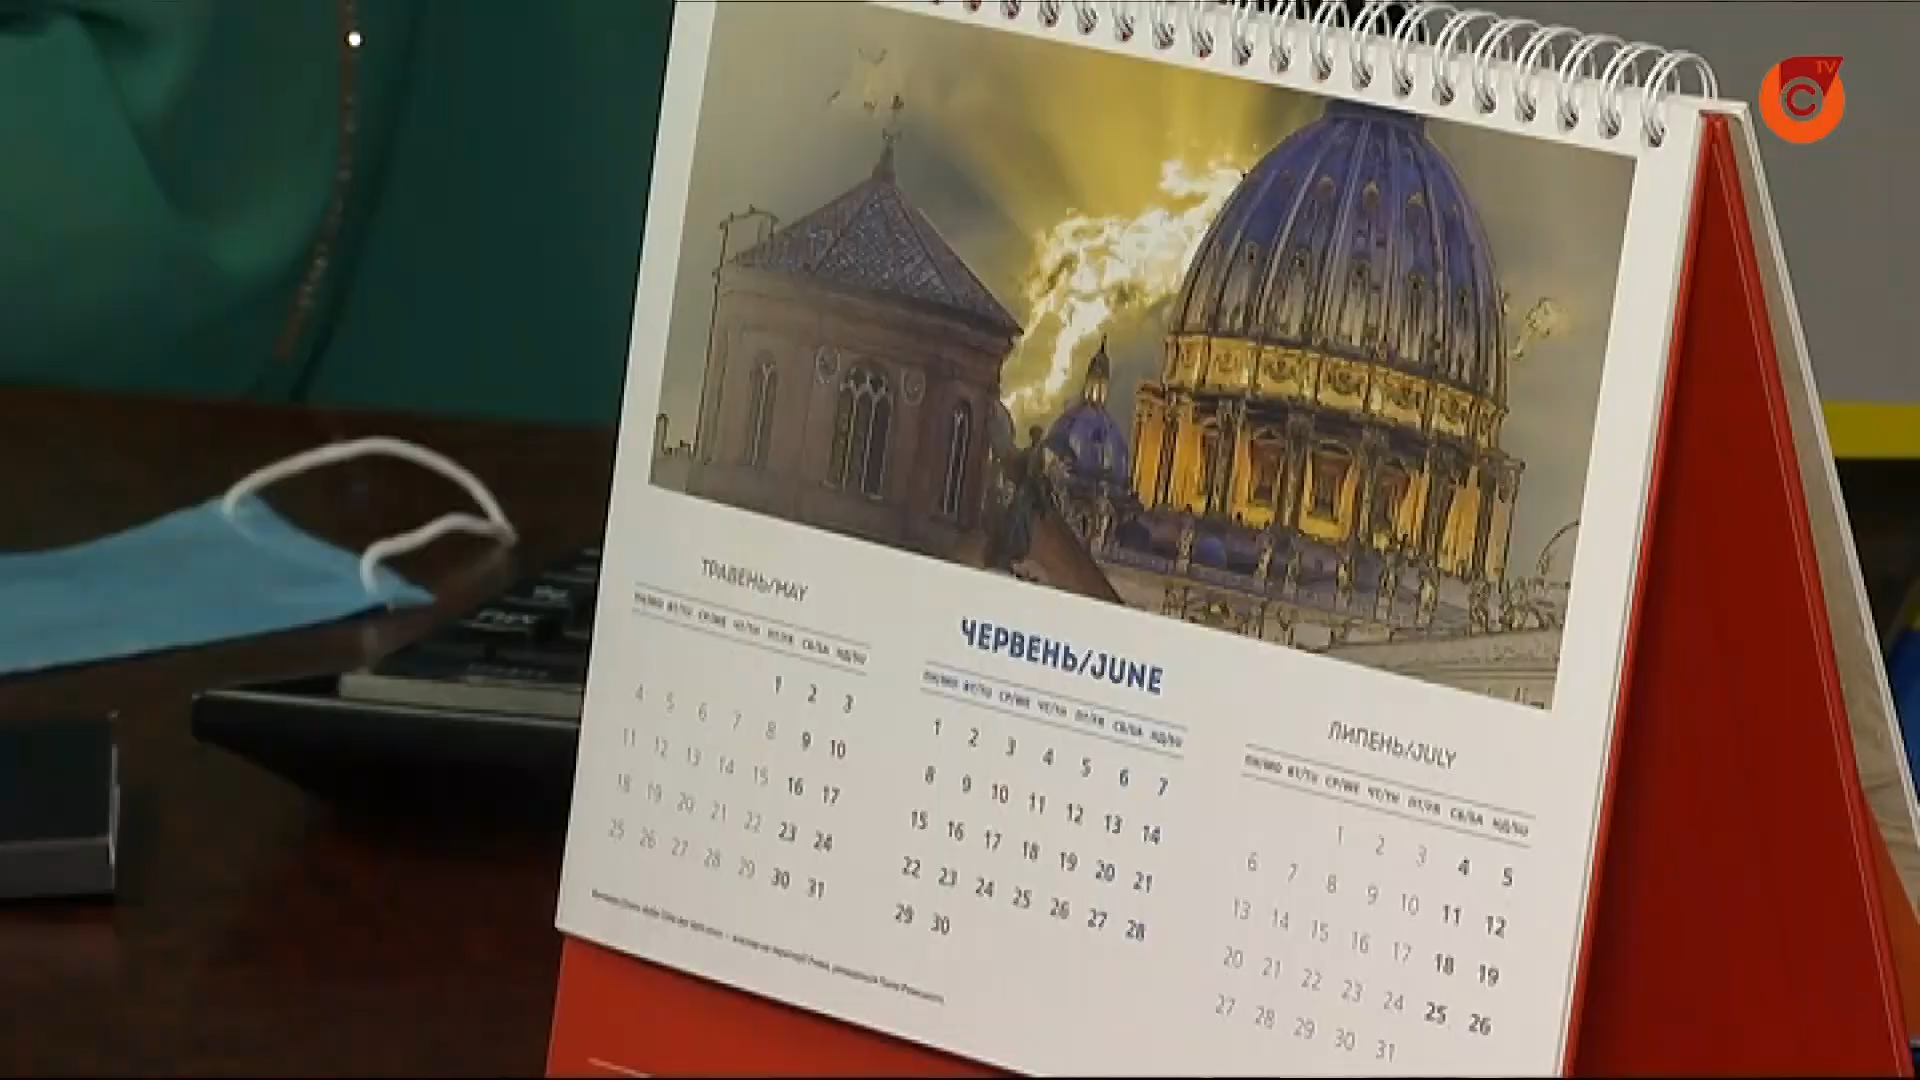 TV
C
ТРАВЕНЬ/MAY
ПН/MO ВТ/TU СР/WE ЧТ/TH ПТ/FR СБ/SA НД/SU
1 2 3
4 5 6 7 8 9 10
11 12 13 14 15 16 17
18 19 20 21 22 23 24
25 26 27 28 29 30 31
ЧЕРВЕНЬ/JUNE
ПН/MO ВТ/TU СР/WE ЧТ/TH ПТ/FR СБ/SA НД/SU
1 2 3 4 5 6 7
8 9 10 11 12 13 14
15 16 17 18 19 20 21
22 23 24 25 26 27 28
29 30
ЛИПЕНЬ/JULY
ПН/MO ВТ/TU СР/WE ЧТ/TH ПТ/FR СБ/SA НД/SU
1 2 3 4 5
6 7 8 9 10 11 12
13 14 15 16 17 18 19
20 21 22 23 24 25 26
27 28 29 30 31